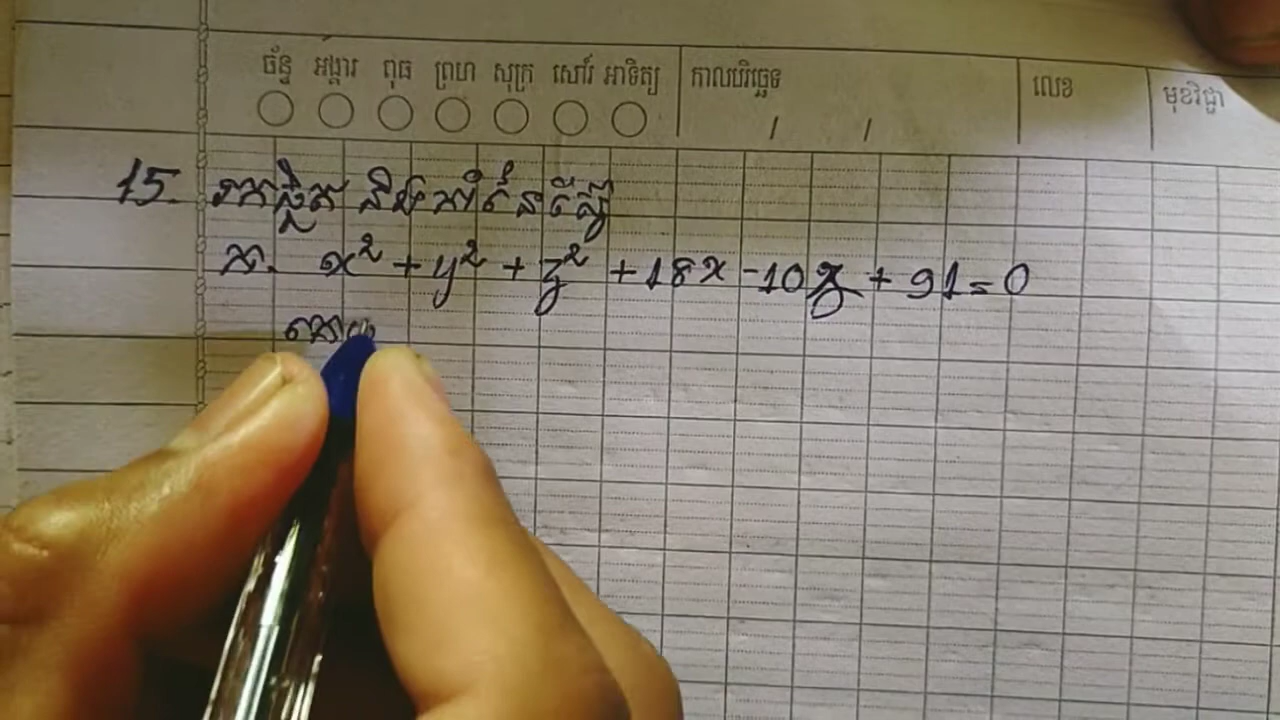 ច័ន្ទ អង្គារ ពុធ ព្រហ សុក្រ សៅរ៍ អាទិត្យ កាលបរិច្ឆេទ លេខ មុខវិជ្ជា
/ /
15. រកផ្ចិត និងកាំនៃស្វ៊ែ
ក. x² + y² + z² + 18x - 10z + 91 = 0